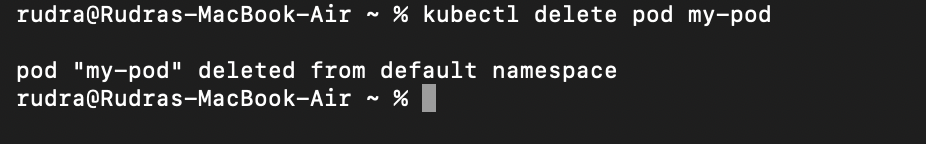 rudra@Rudras-MacBook-Air ~ % kubectl delete pod my-pod
pod "my-pod" deleted from default namespace
rudra@Rudras-MacBook-Air ~ %